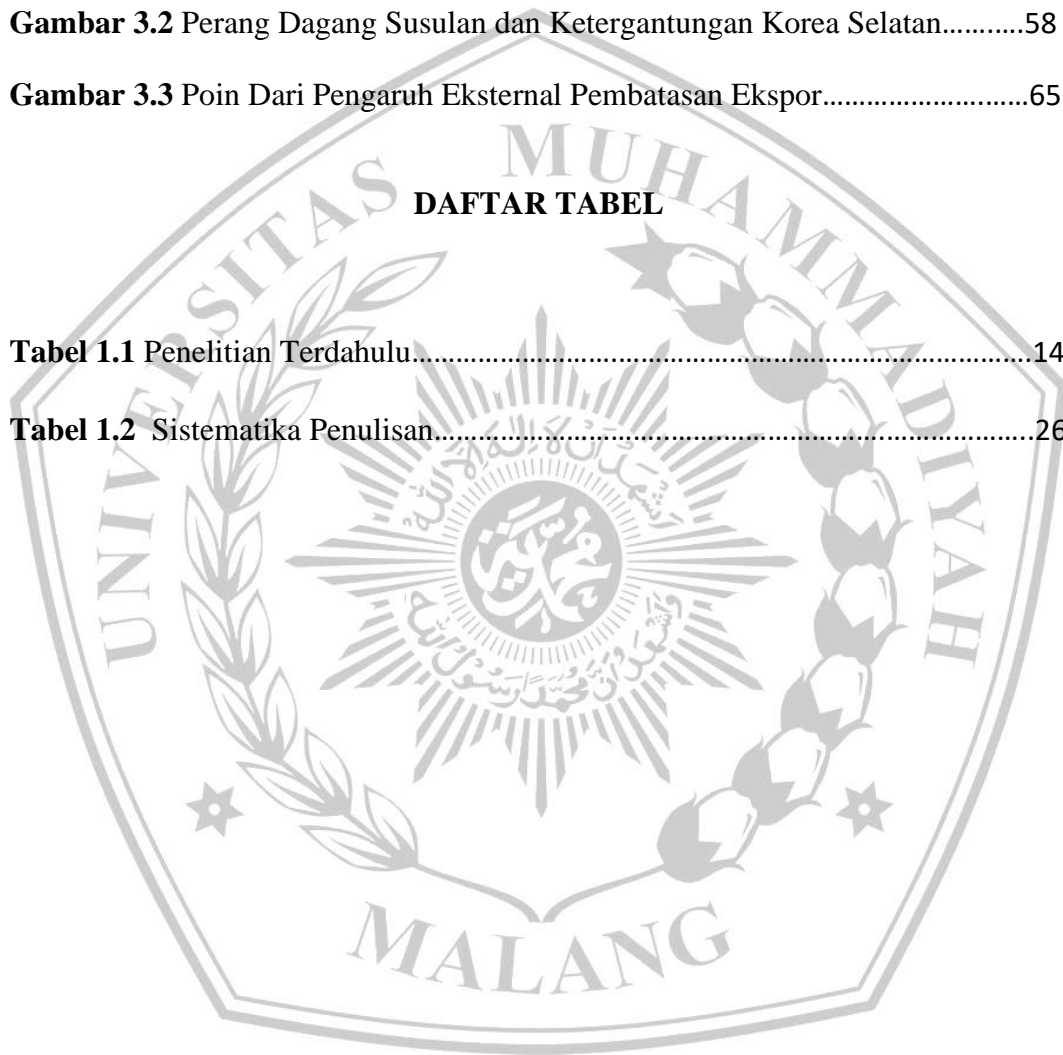 Gambar 3.2 Perang Dagang Susulan dan Ketergantungan Korea Selatan...........58
Gambar 3.3 Poin Dari Pengaruh Eksternal Pembatasan Ekspor............................65
DAFTAR TABEL
Tabel 1.1 Penelitian Terdahulu....................................................................................14
Tabel 1.2 Sistematika Penulisan..................................................................................26
UNIVERSITAS MUHAMMADIYAH
MALANG